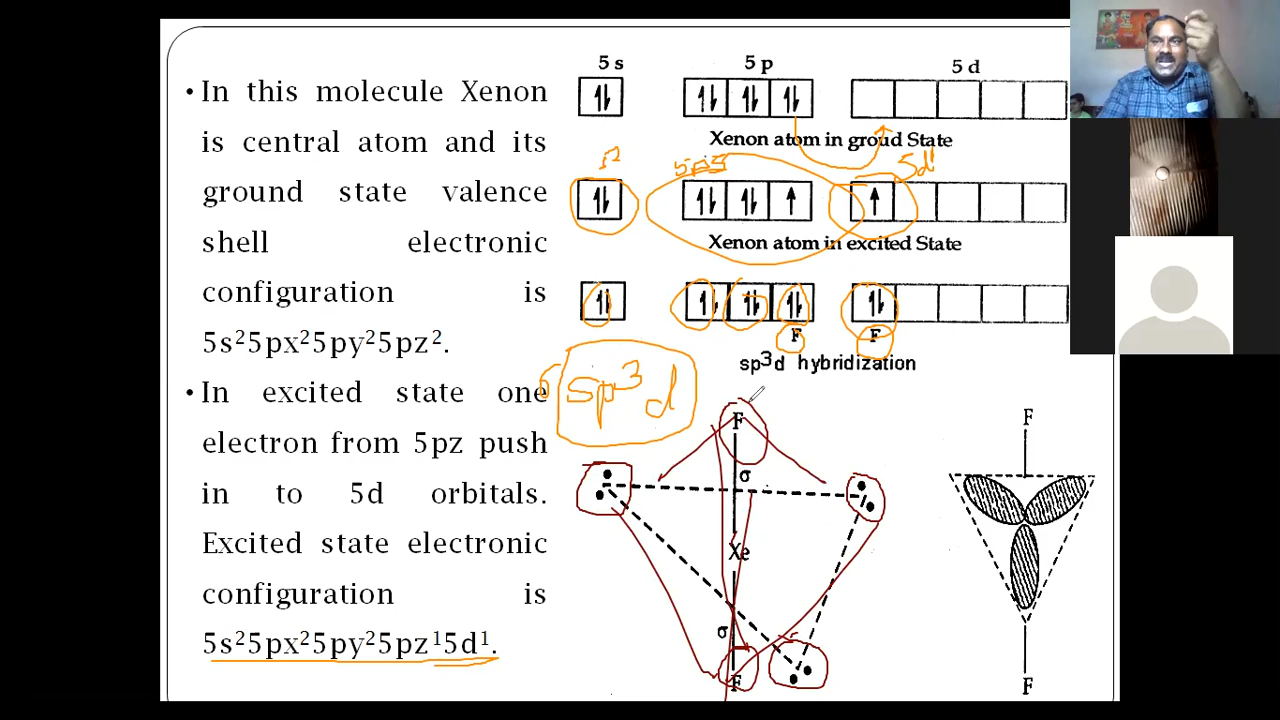 • In this molecule Xenon
is central atom and its
ground state valence
shell electronic
configuration is
5s²5px²5py²5pz².
• In excited state one
electron from 5pz push
in to 5d orbitals.
Excited state electronic
configuration is
5s²5px²5py²5pz¹5d¹.
5 s 5 p 5 d
Xenon atom in groud State
5p5 5d¹
Xenon atom in excited State
F F
sp3d hybridization
sp³d
F
σ
Xe
σ
F
F
F